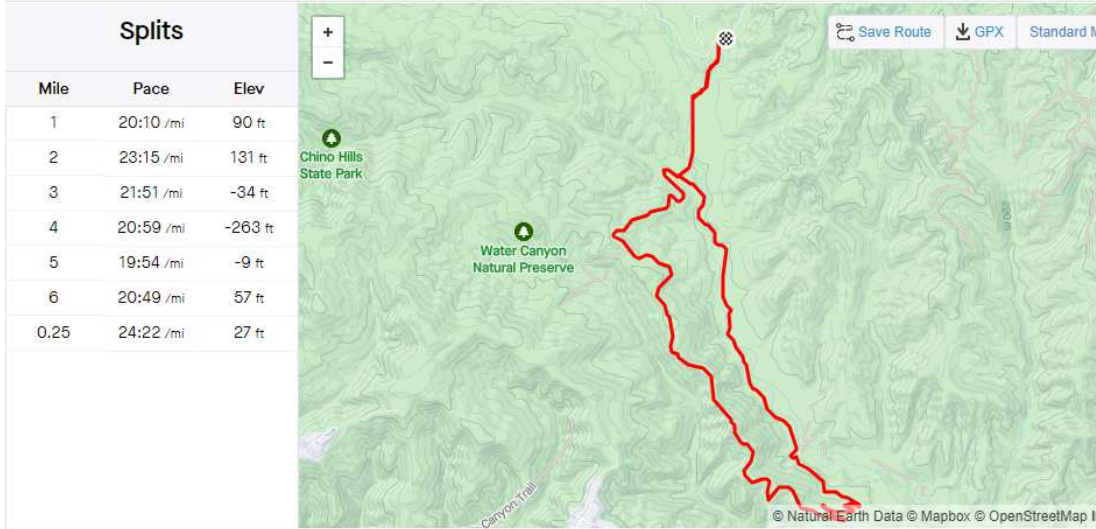 Splits
Mile Pace Elev
1 20:10 /mi 90 ft
2 23:15 /mi 131 ft
3 21:51 /mi -34 ft
4 20:59 /mi -263 ft
5 19:54 /mi -9 ft
6 20:49 /mi 57 ft
0.25 24:22 /mi 27 ft
+
−
Save Route
GPX
Standard M
Chino Hills
State Park
Water Canyon
Natural Preserve
Canyon Trail
© Natural Earth Data © Mapbox © OpenStreetMap I